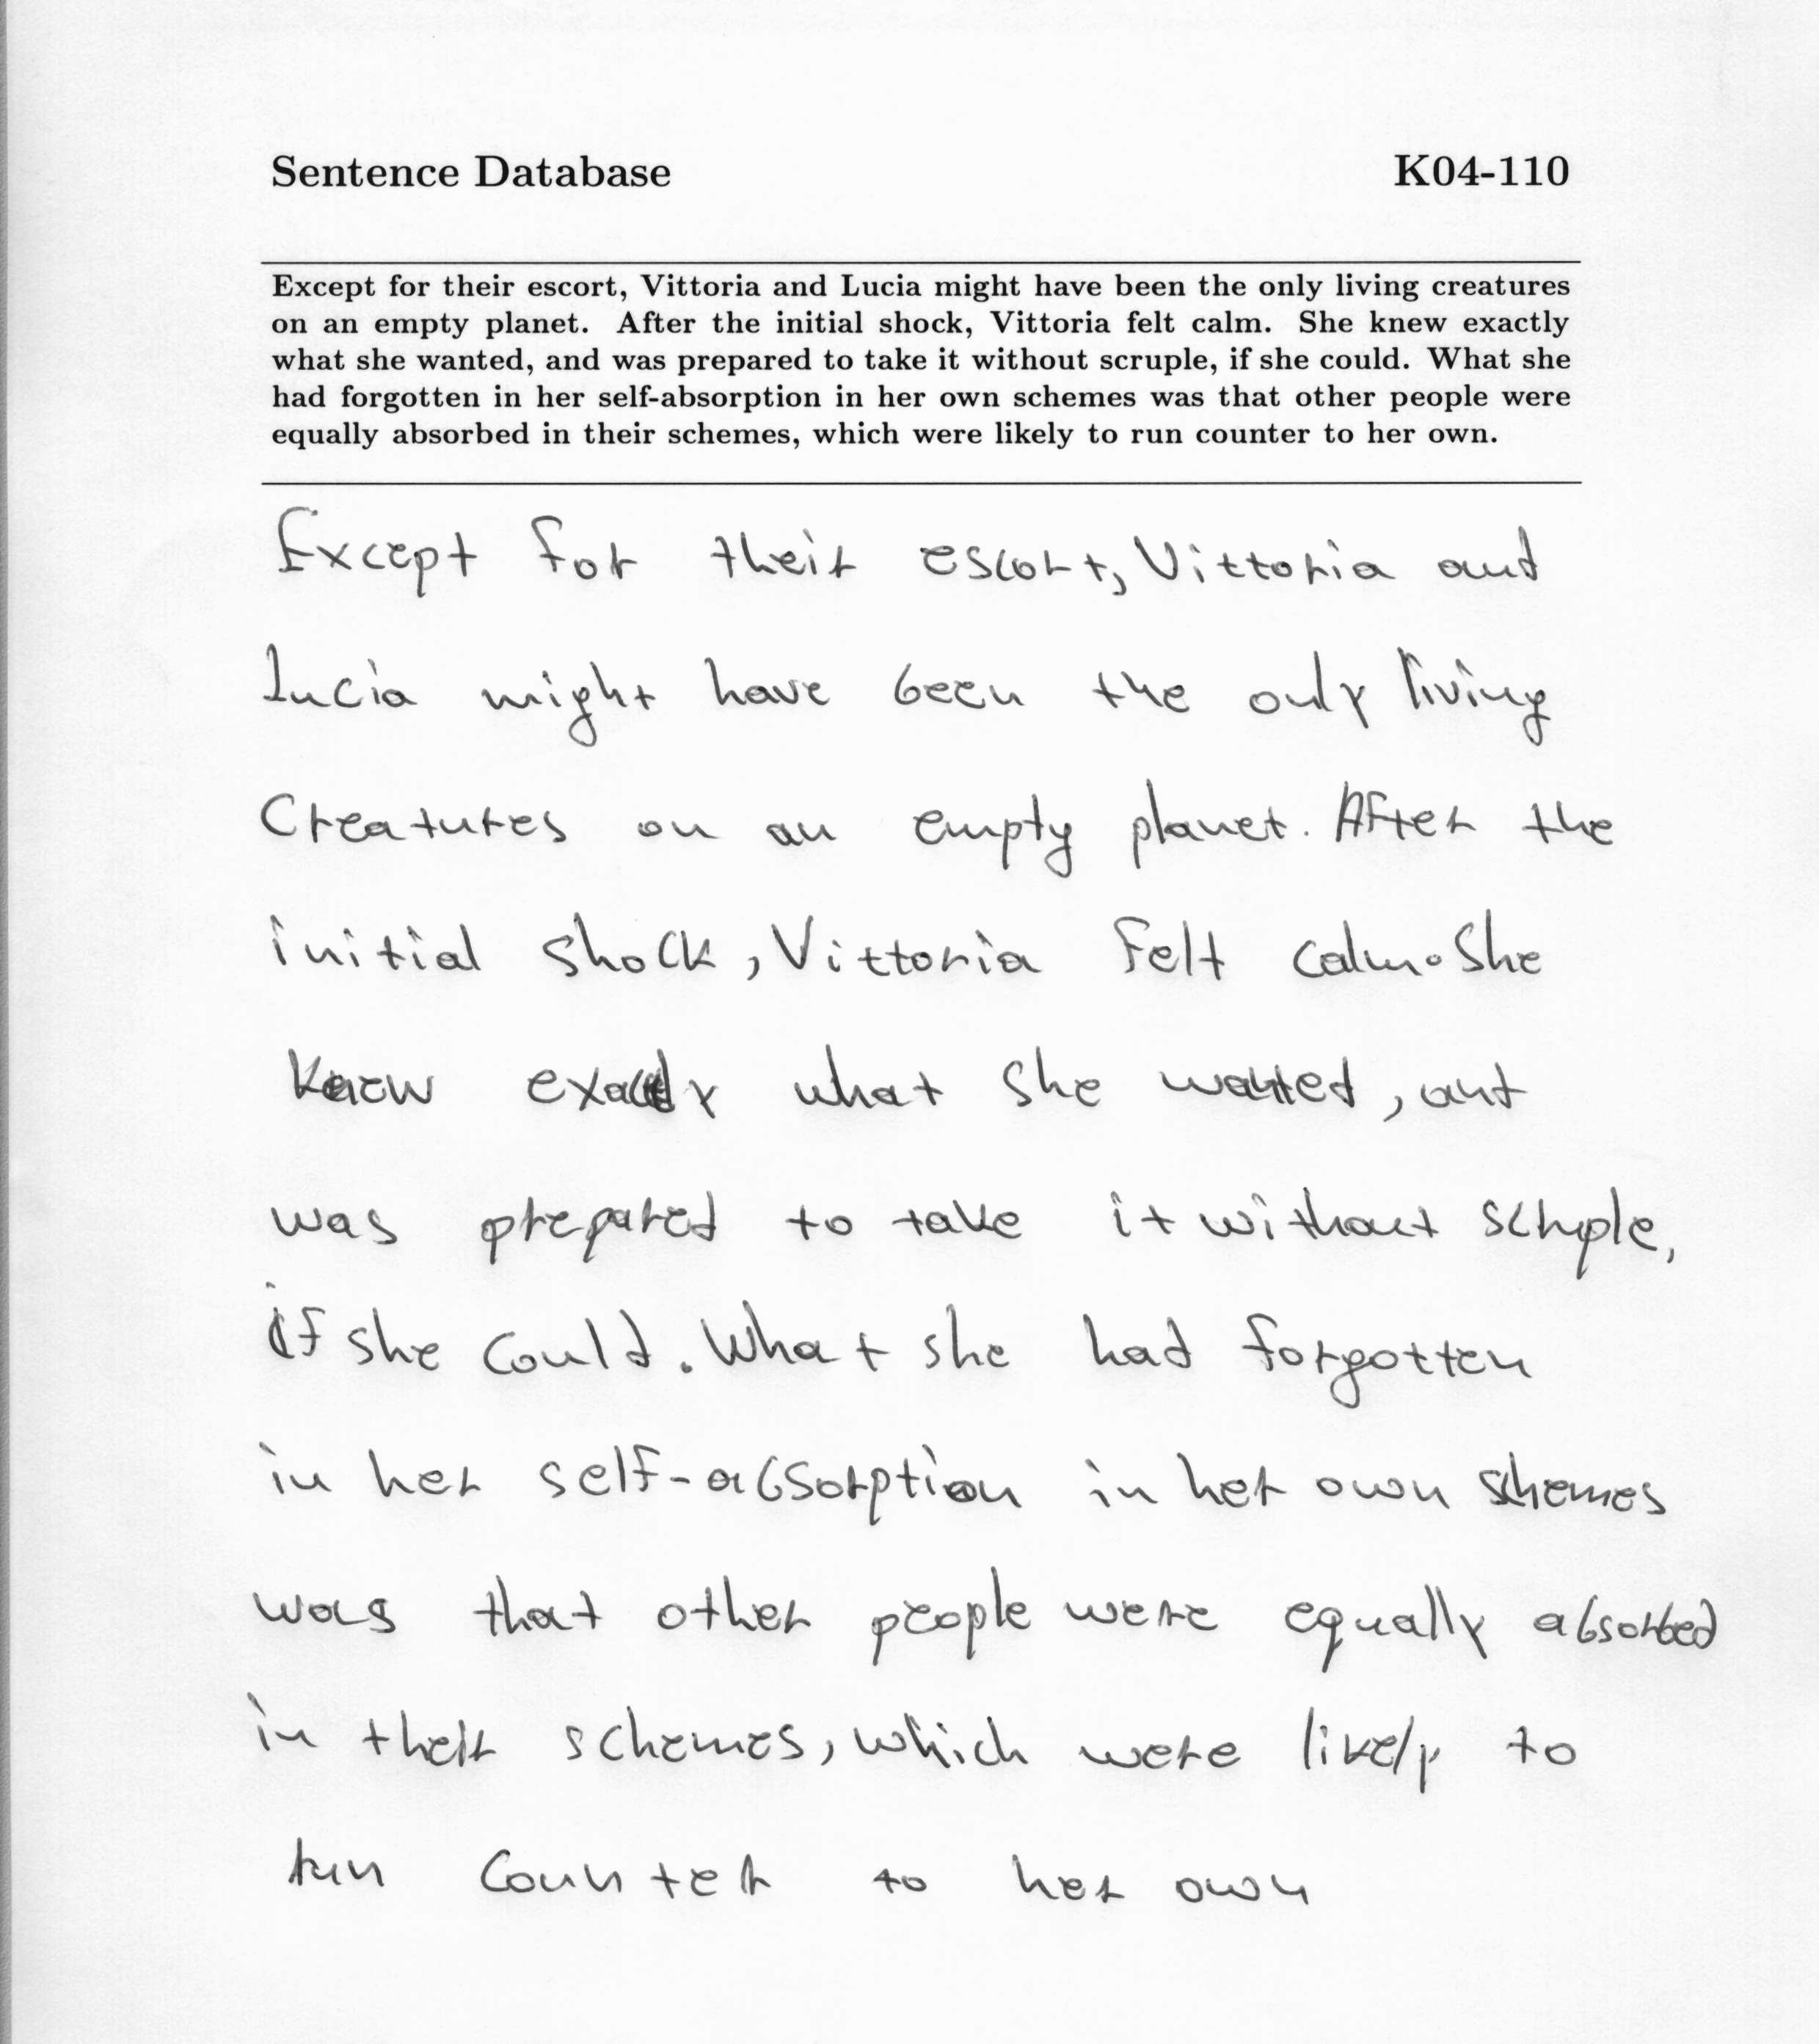 Sentence Database K04-110
Except for their escort, Vittoria and Lucia might have been the only living creatures
on an empty planet. After the initial shock, Vittoria felt calm. She knew exactly
what she wanted, and was prepared to take it without scruple, if she could. What she
had forgotten in her self-absorption in her own schemes was that other people were
equally absorbed in their schemes, which were likely to run counter to her own.
Except for their escort, Vittoria and
Lucia might have been the only living
Creatures on an empty planet. After the
initial shock, Vittoria felt calm. She
knew exactly what she wanted, and
was prepared to take it without scruple,
if she could. What she had forgotten
in her self-absorption in her own schemes
was that other people were equally absorbed
in their schemes, which were likely to
run counter to her own